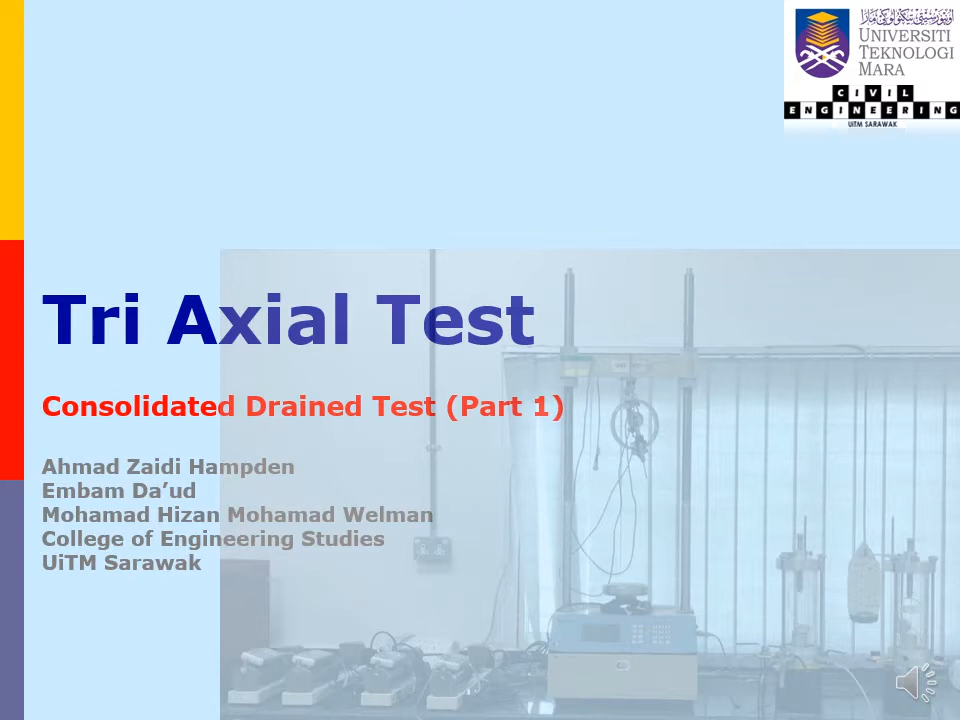 UNIVERSITI
TEKNOLOGI
MARA
CIVIL
ENGINEERING
UiTM SARAWAK
Tri Axial Test
Consolidated Drained Test (Part 1)
Ahmad Zaidi Hampden
Embam Da’ud
Mohamad Hizan Mohamad Welman
College of Engineering Studies
UiTM Sarawak